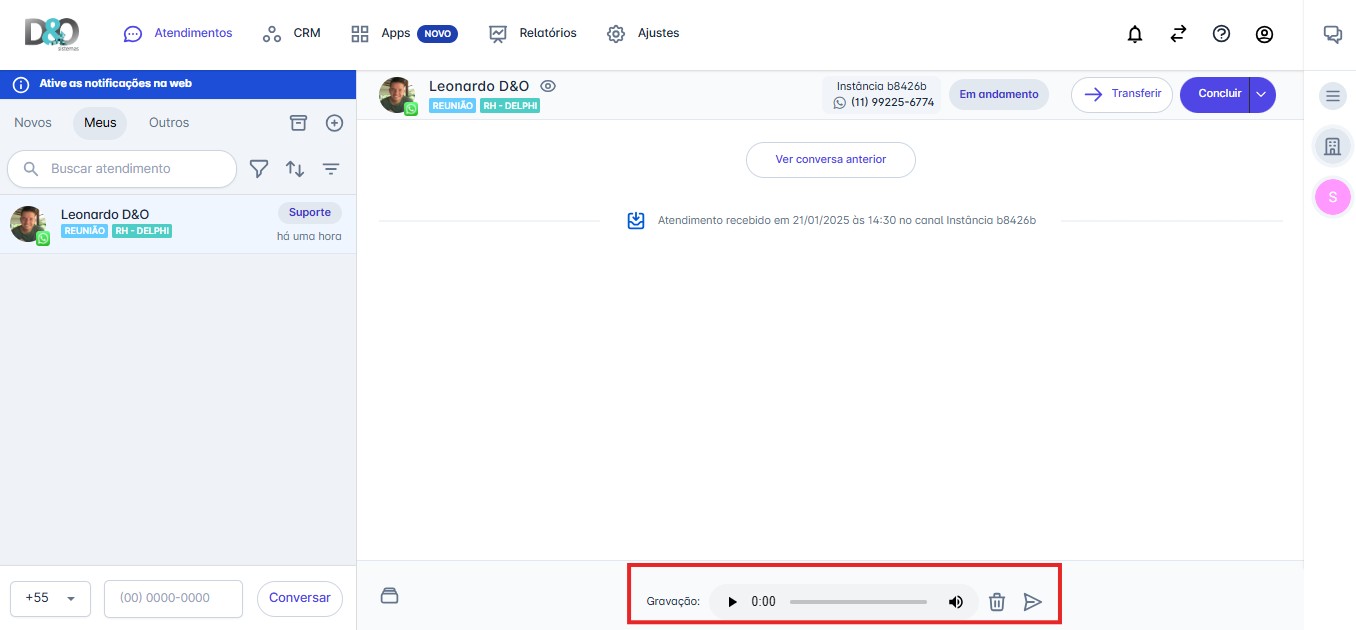 D&O
sistemas
Atendimentos
CRM
Apps
NOVO
Relatórios
Ajustes
Ative as notificações na web
Novos
Meus
Outros
Buscar atendimento
Leonardo D&O
REUNIÃO
RH - DELPHI
Suporte
há uma hora
+55
(00) 0000-0000
Conversar
Leonardo D&O
REUNIÃO
RH - DELPHI
Instância b8426b
(11) 99225-6774
Em andamento
Transferir
Concluir
Ver conversa anterior
Atendimento recebido em 21/01/2025 às 14:30 no canal Instância b8426b
Gravação:
0:00
S